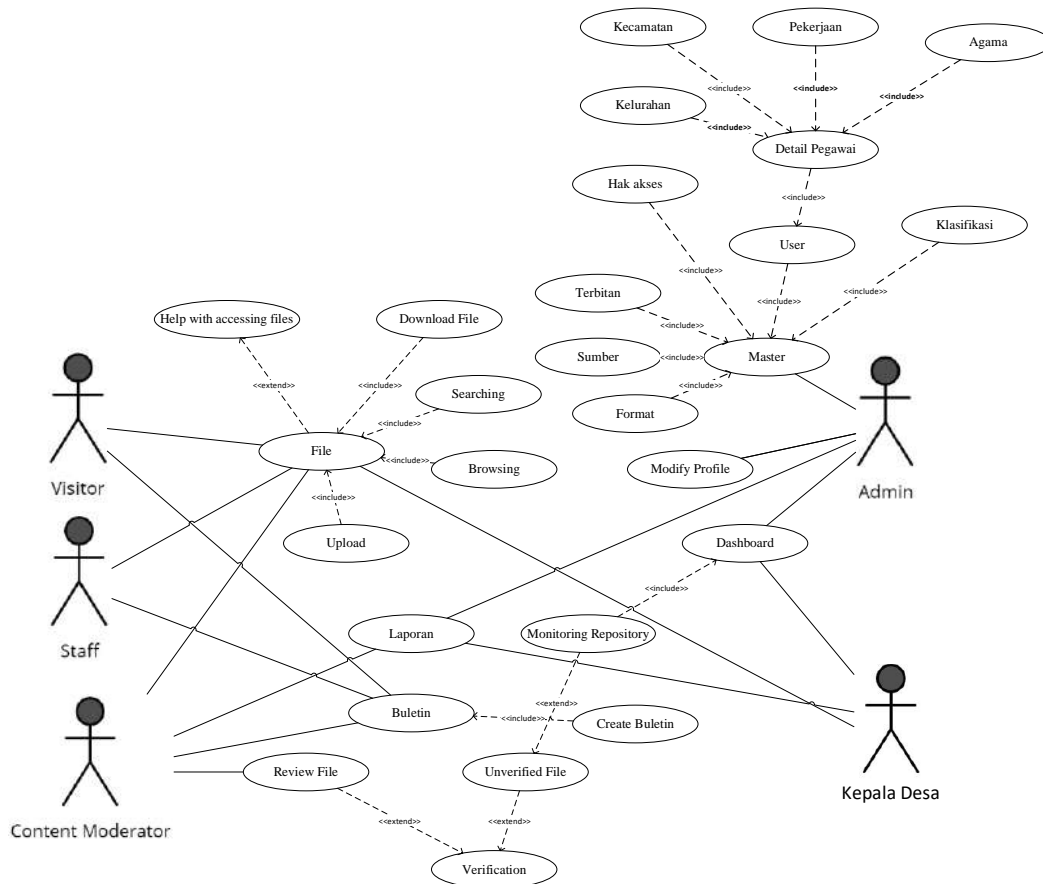 Kecamatan
Pekerjaan
Agama
<<include>>
<<include>>
<<include>>
Kelurahan
<<include>>
Detail Pegawai
Hak akses
<<include>>
Klasifikasi
User
<<include>>
<<include>>
<<include>>
Terbitan
<<include>>
Help with accessing files
Download File
Sumber
<<include>>
Master
<<extend>>
<<include>>
Searching
<<include>>
Format
<<include>>
File
<<include>>
Browsing
Modify Profile
Visitor
Admin
<<include>>
Upload
Dashboard
<<include>>
Laporan
Monitoring Repository
Staff
Buletin
<<extend>>
<<include>>
Create Buletin
Review File
Unverified File
Kepala Desa
<<extend>>
<<extend>>
Content Moderator
Verification